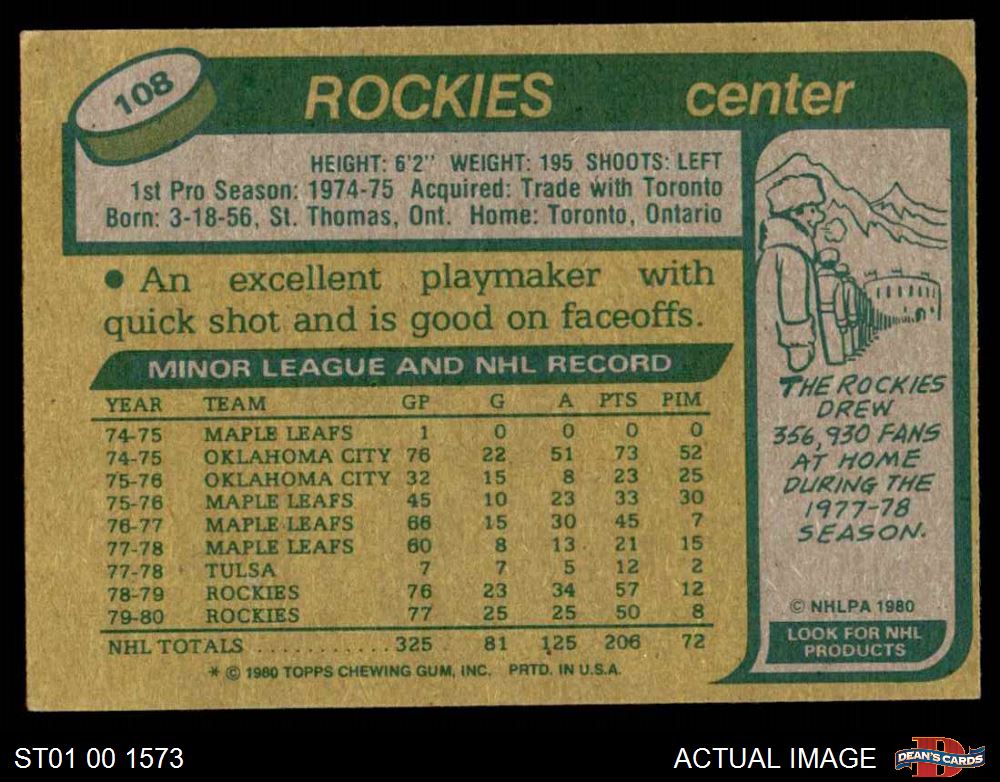 108
ROCKIES center
HEIGHT: 6'2" WEIGHT: 195 SHOOTS: LEFT
1st Pro Season: 1974-75 Acquired: Trade with Toronto
Born: 3-18-56, St. Thomas, Ont. Home: Toronto, Ontario
● An excellent playmaker with
quick shot and is good on faceoffs.
MINOR LEAGUE AND NHL RECORD
YEAR TEAM GP G A PTS PIM
74-75 MAPLE LEAFS 1 0 0 0 0
74-75 OKLAHOMA CITY 76 22 51 73 52
75-76 OKLAHOMA CITY 32 15 8 23 25
75-76 MAPLE LEAFS 45 10 23 33 30
76-77 MAPLE LEAFS 66 15 30 45 7
77-78 MAPLE LEAFS 60 8 13 21 15
77-78 TULSA 7 7 5 12 2
78-79 ROCKIES 76 23 34 57 12
79-80 ROCKIES 77 25 25 50 8
NHL TOTALS ............ 325 81 125 206 72
* © 1980 TOPPS CHEWING GUM, INC. PRTD. IN U.S.A.
THE ROCKIES
DREW
356,930 FANS
AT HOME
DURING THE
1977-78
SEASON.
© NHLPA 1980
LOOK FOR NHL
PRODUCTS
ST01 00 1573
ACTUAL IMAGE
D
DEAN'S CARDS